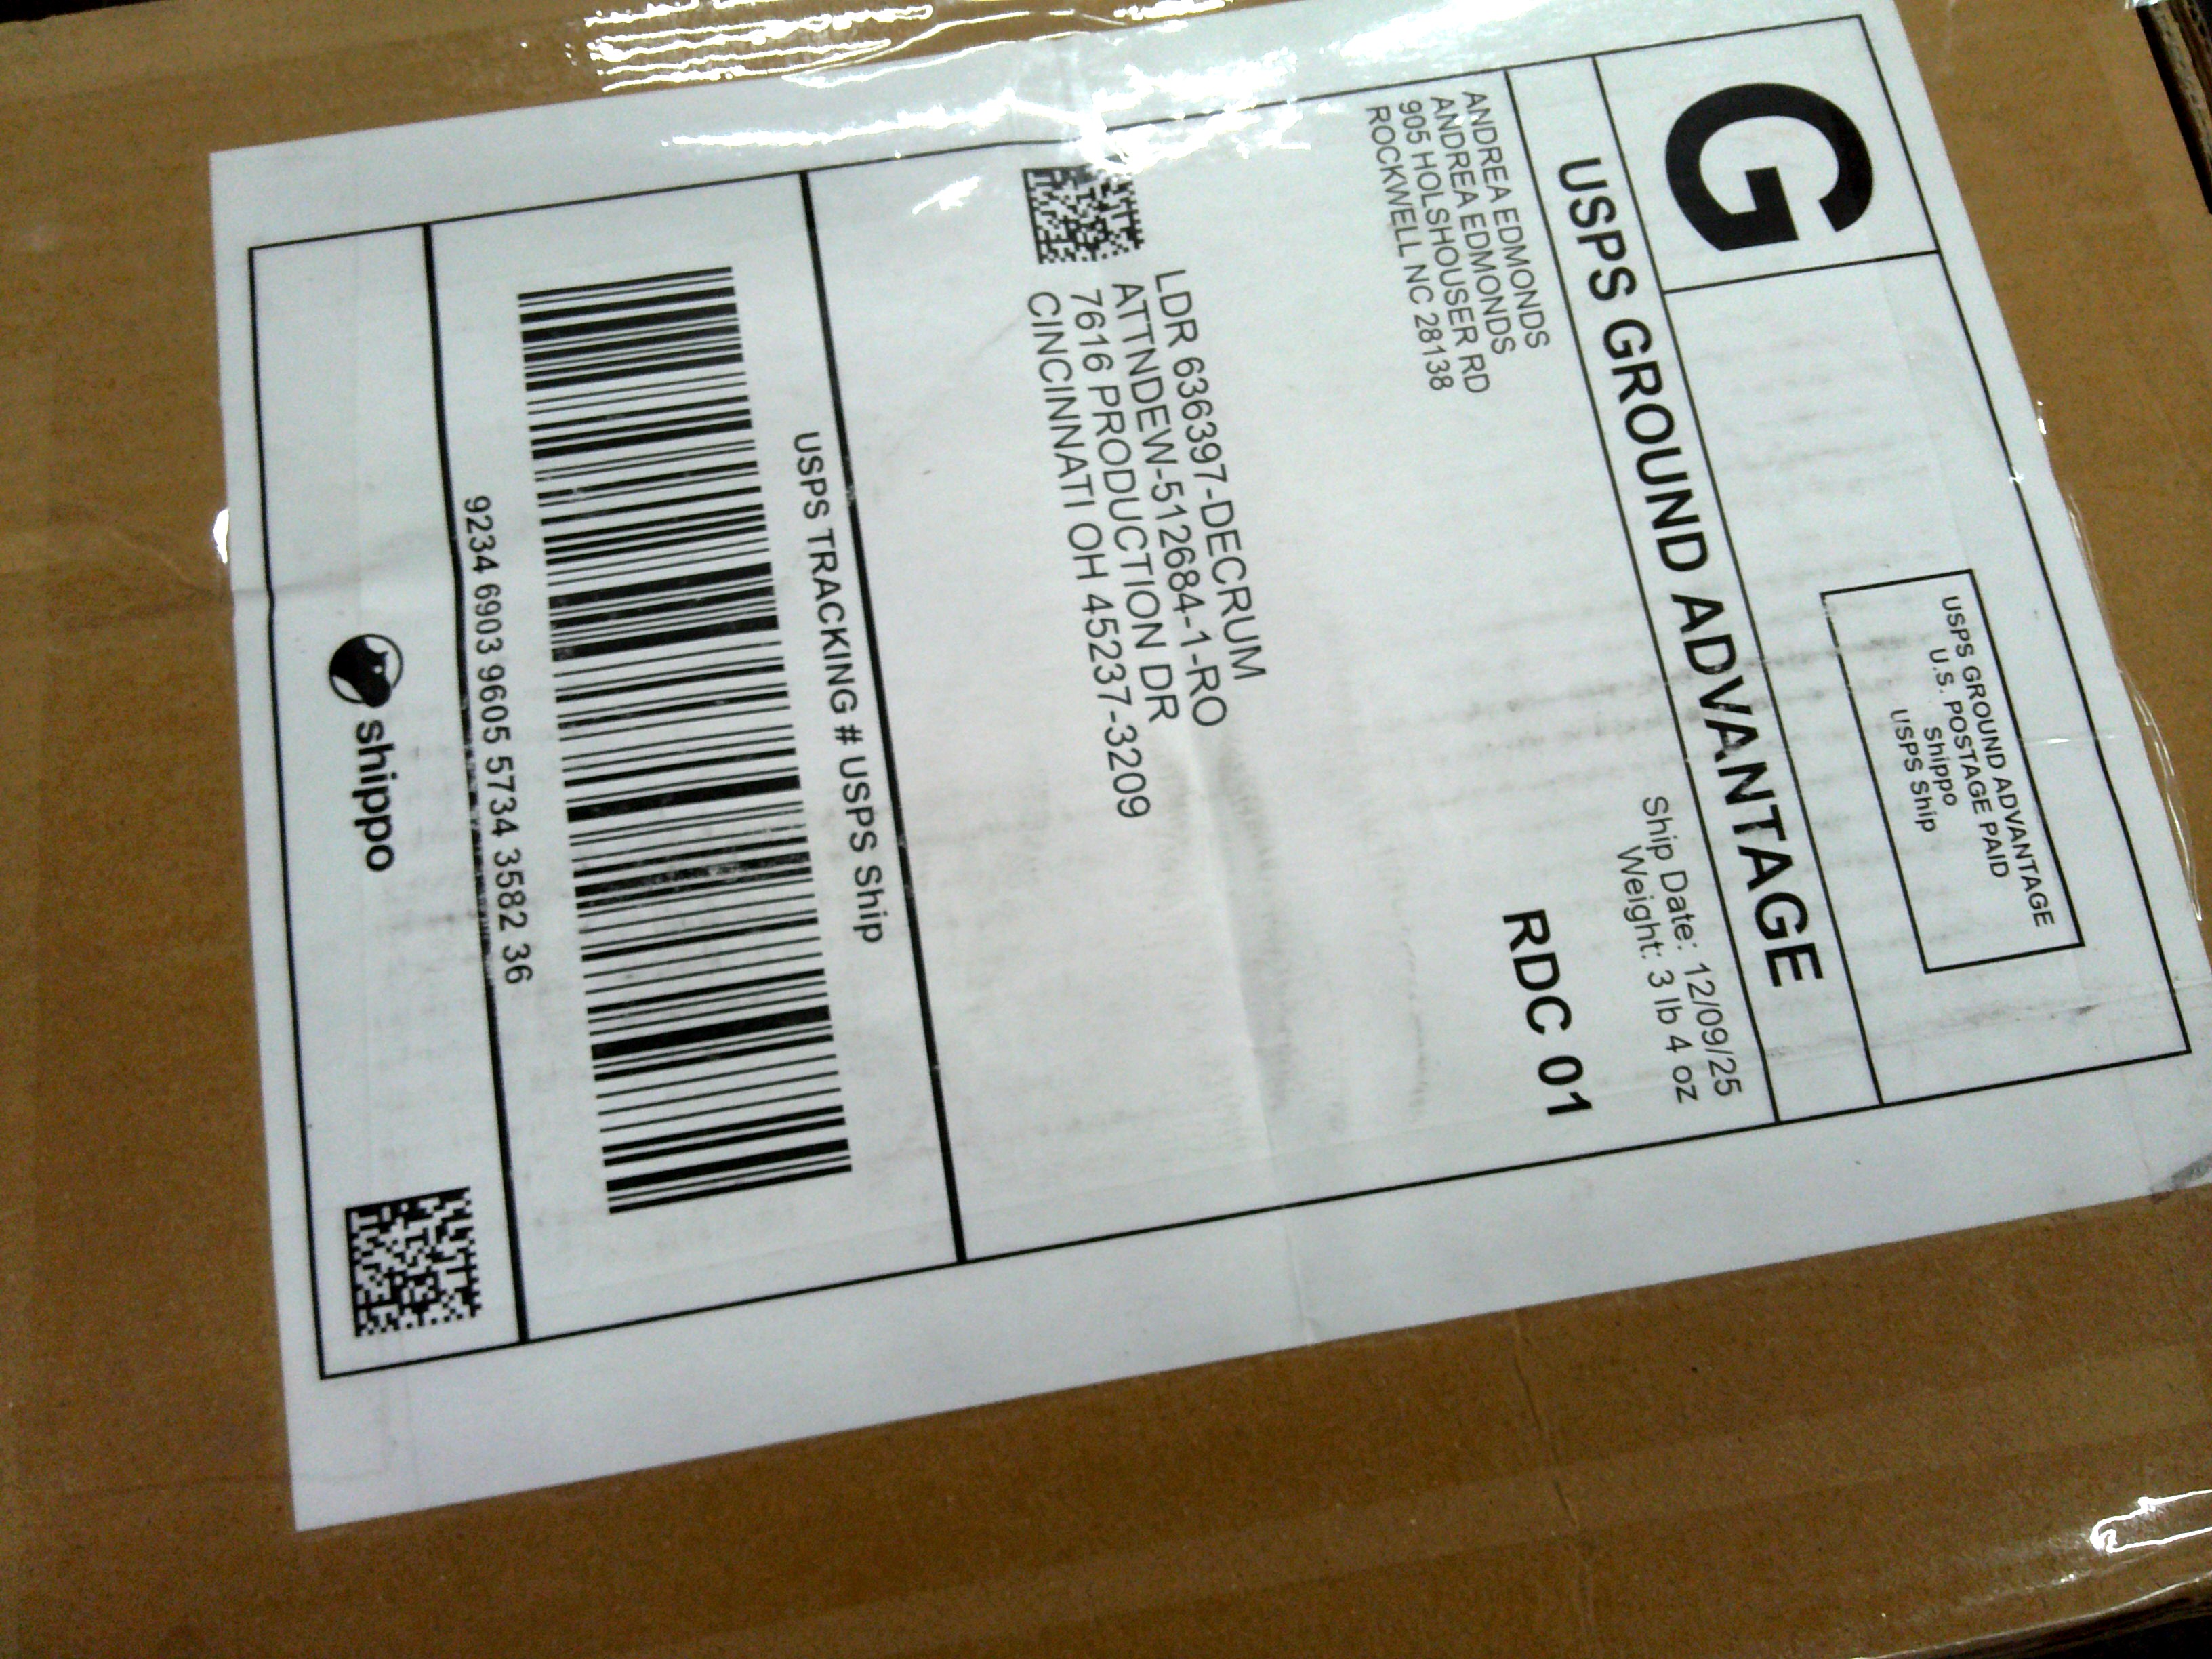 G
USPS GROUND ADVANTAGE
U.S. POSTAGE PAID
Shippo
USPS Ship
USPS GROUND ADVANTAGE
ANDREA EDMONDS
ANDREA EDMONDS
905 HOLSHOUSER RD
ROCKWELL NC 28138
Ship Date: 12/09/25
Weight: 3 lb 4 oz
RDC 01
LDR 636397-DECRUM
ATTNDEW-512684-1-RO
7616 PRODUCTION DR
CINCINNATI OH 45237-3209
USPS TRACKING # USPS Ship
9234 6903 9605 5734 3582 36
shippo